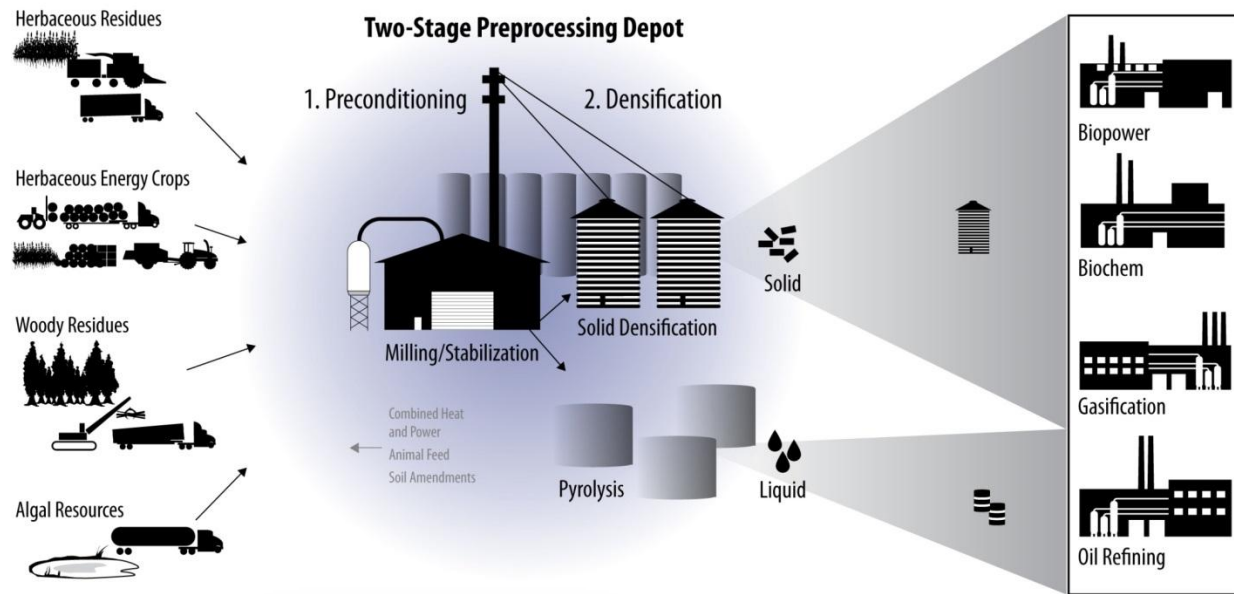 Herbaceous Residues
Herbaceous Energy Crops
Woody Residues
Algal Resources
Two-Stage Preprocessing Depot
1. Preconditioning
2. Densification
Milling/Stabilization
Solid Densification
Combined Heat
and Power
Animal Feed
Soil Amendments
Pyrolysis
Solid
Liquid
Biopower
Biochem
Gasification
Oil Refining